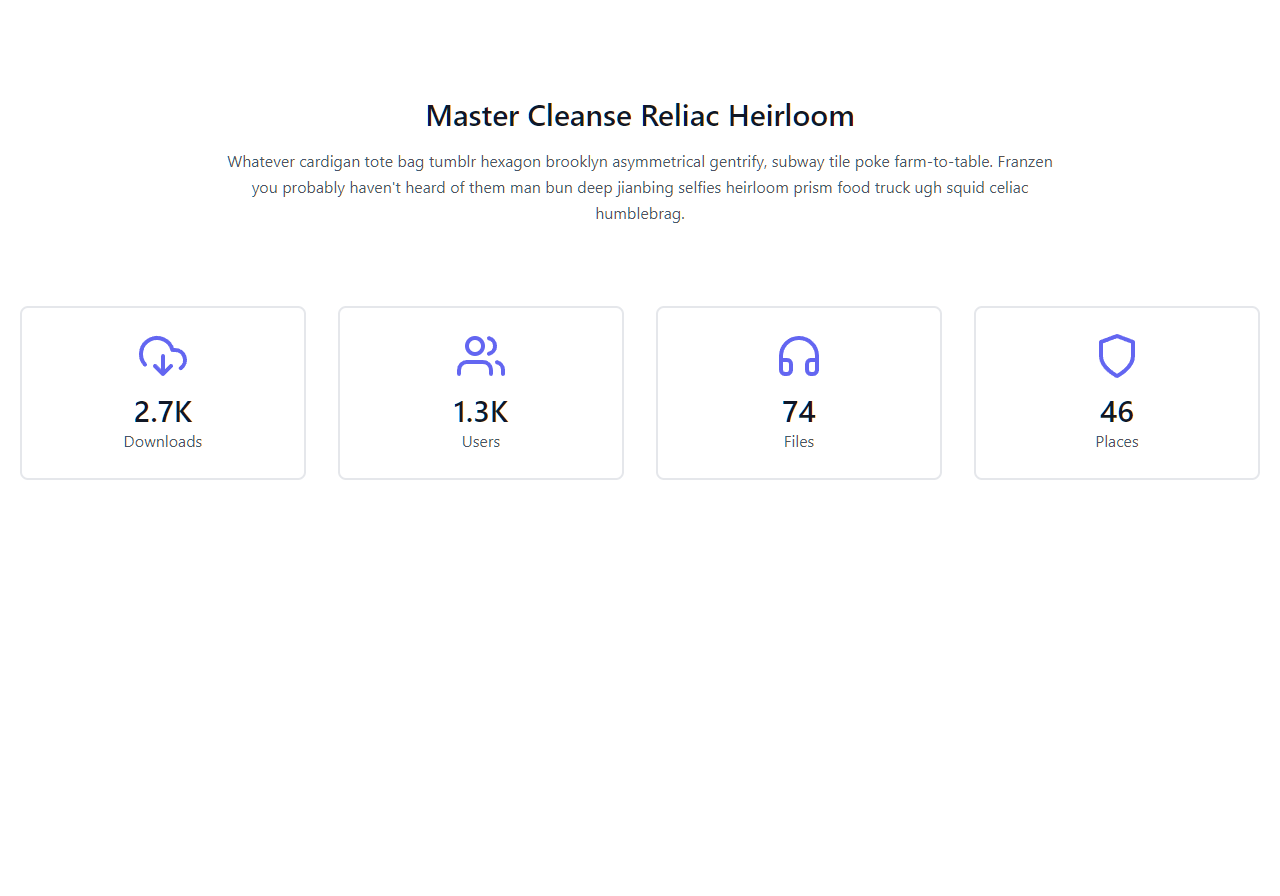 Master Cleanse Reliac Heirloom
Whatever cardigan tote bag tumblr hexagon brooklyn asymmetrical gentrify, subway tile poke farm-to-table. Franzen
you probably haven't heard of them man bun deep jianbing selfies heirloom prism food truck ugh squid celiac
humblebrag.
2.7K
Downloads
1.3K
Users
74
Files
46
Places